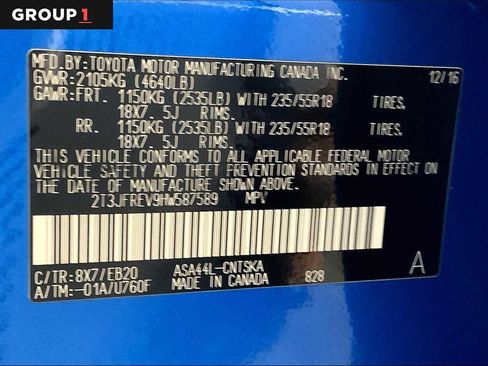 GROUP 1
MFD.BY:TOYOTA MOTOR MANUFACTURING CANADA INC.
GVWR:2105KG (4640LB) 12/16
GAWR:FRT. 1150KG (2535LB) WITH 235/55R18 TIRES.
18X7. 5J RIMS.
RR. 1150KG (2535LB) WITH 235/55R18 TIRES.
18X7. 5J RIMS.
THIS VEHICLE CONFORMS TO ALL APPLICABLE FEDERAL MOTOR
VEHICLE SAFETY AND THEFT PREVENTION STANDARDS IN EFFECT ON
THE DATE OF MANUFACTURE SHOWN ABOVE.
2T3JFREV9HW587589 MPV
C/TR:8X7/EB20 ASA44L-CNTSKA
A/TM:-01A/U760F MADE IN CANADA 828 A